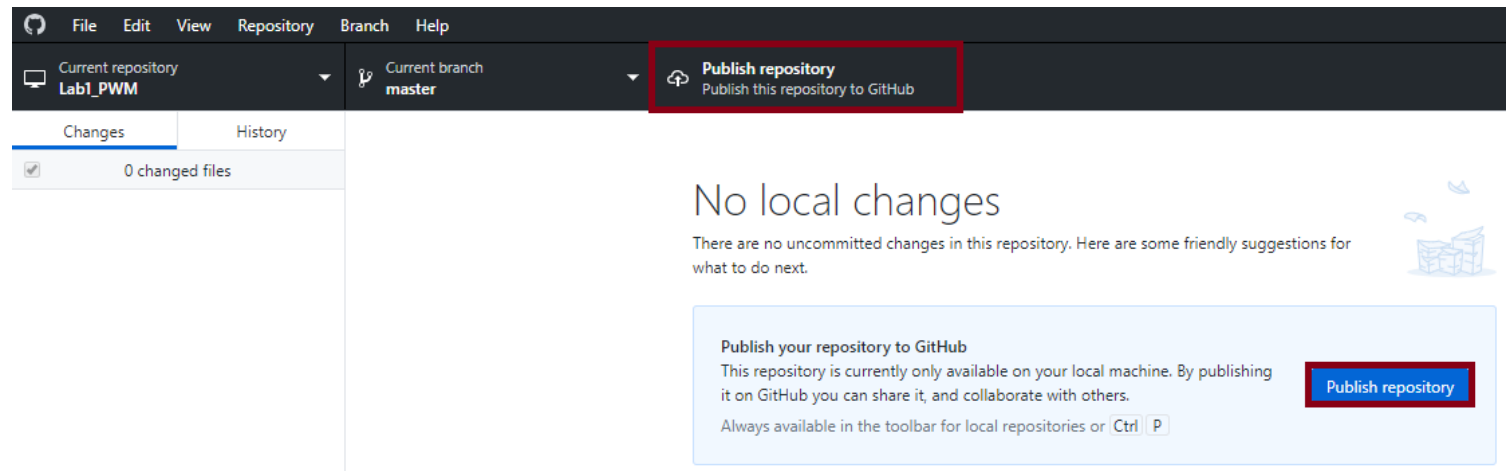 File Edit View Repository Branch Help
Current repository
Lab1_PWM
Current branch
master
Publish repository
Publish this repository to GitHub
Changes History
0 changed files
No local changes
There are no uncommitted changes in this repository. Here are some friendly suggestions for
what to do next.
Publish your repository to GitHub
This repository is currently only available on your local machine. By publishing
it on GitHub you can share it, and collaborate with others.
Always available in the toolbar for local repositories or Ctrl P
Publish repository